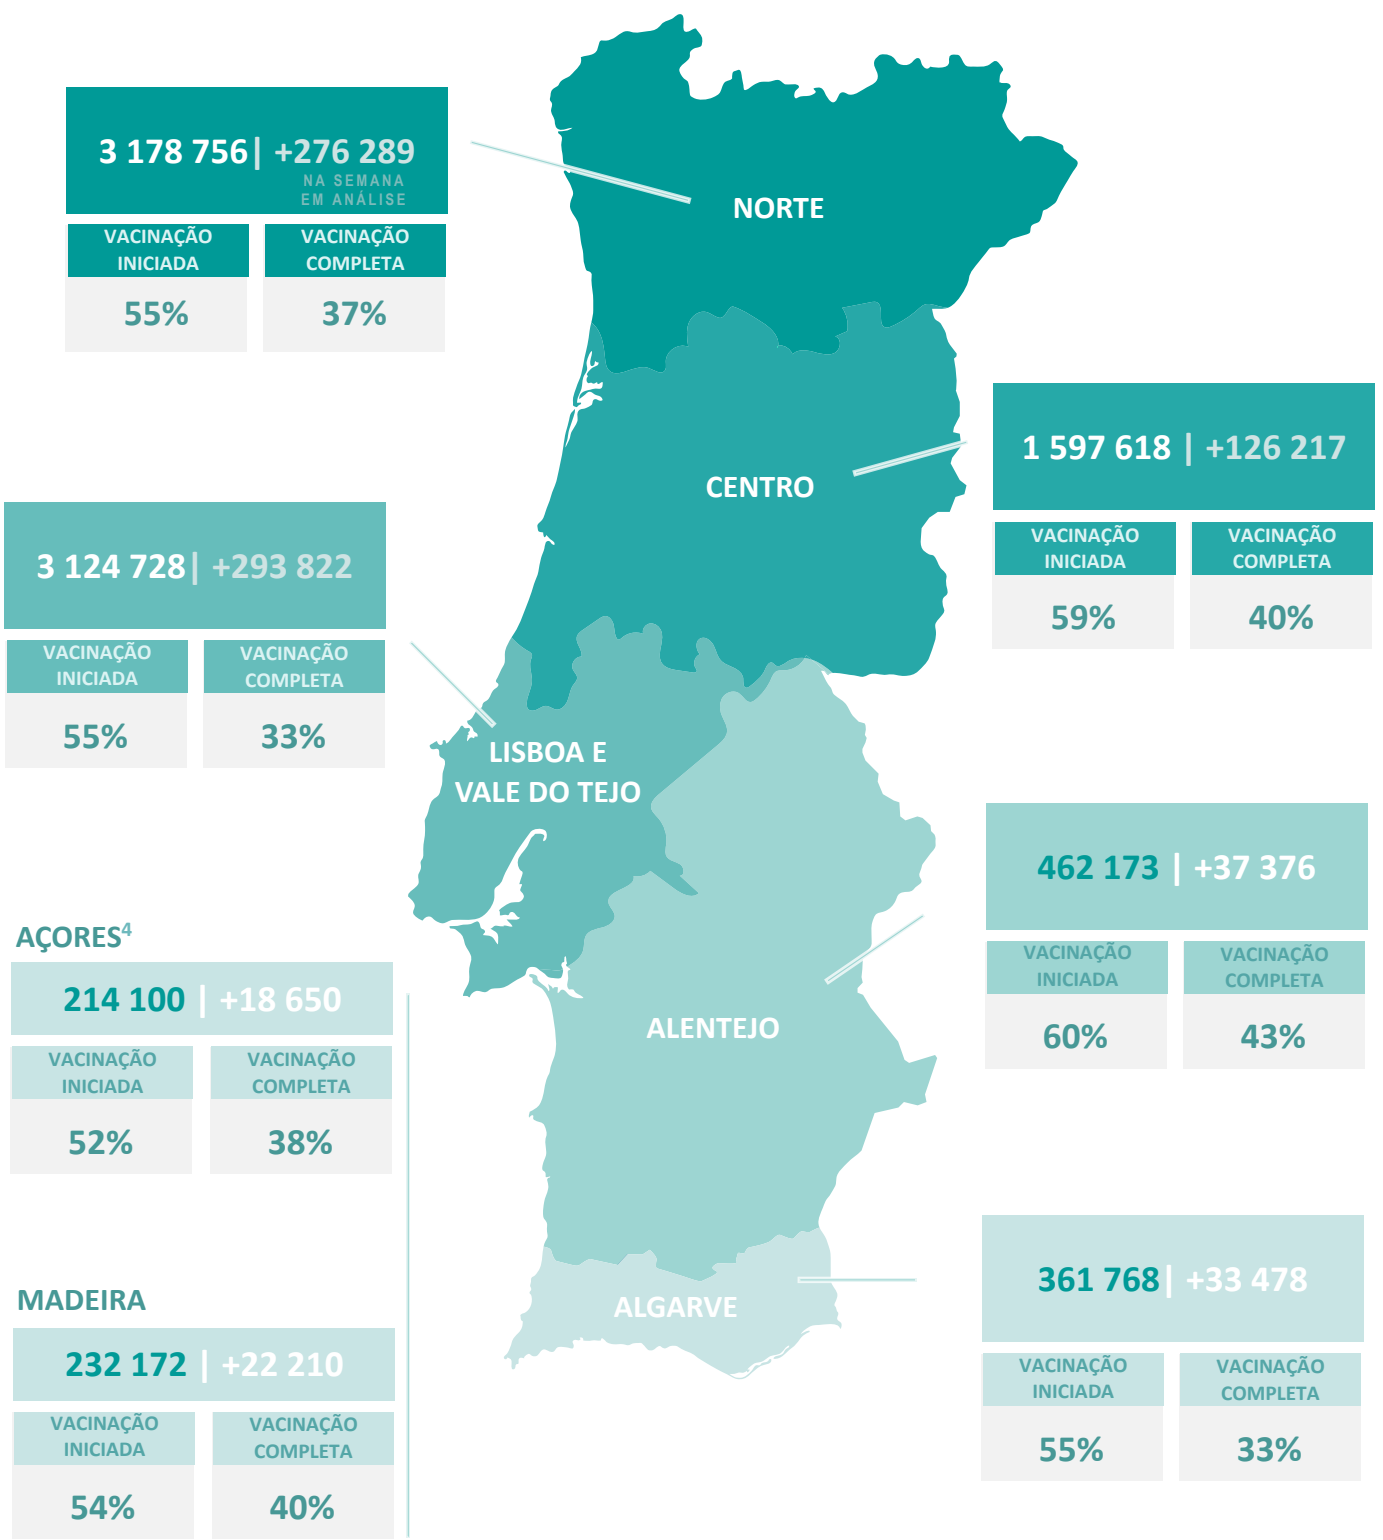 3 178 756 | +276 289
NA SEMANA
EM ANÁLISE
VACINAÇÃO
INICIADA
VACINAÇÃO
COMPLETA
55%
37%
NORTE
1 597 618 | +126 217
VACINAÇÃO
INICIADA
VACINAÇÃO
COMPLETA
59%
40%
CENTRO
3 124 728 | +293 822
VACINAÇÃO
INICIADA
VACINAÇÃO
COMPLETA
55%
33%
LISBOA E
VALE DO TEJO
462 173 | +37 376
VACINAÇÃO
INICIADA
VACINAÇÃO
COMPLETA
60%
43%
ALENTEJO
AÇORES⁴
214 100 | +18 650
VACINAÇÃO
INICIADA
VACINAÇÃO
COMPLETA
52%
38%
361 768 | +33 478
VACINAÇÃO
INICIADA
VACINAÇÃO
COMPLETA
55%
33%
ALGARVE
MADEIRA
232 172 | +22 210
VACINAÇÃO
INICIADA
VACINAÇÃO
COMPLETA
54%
40%